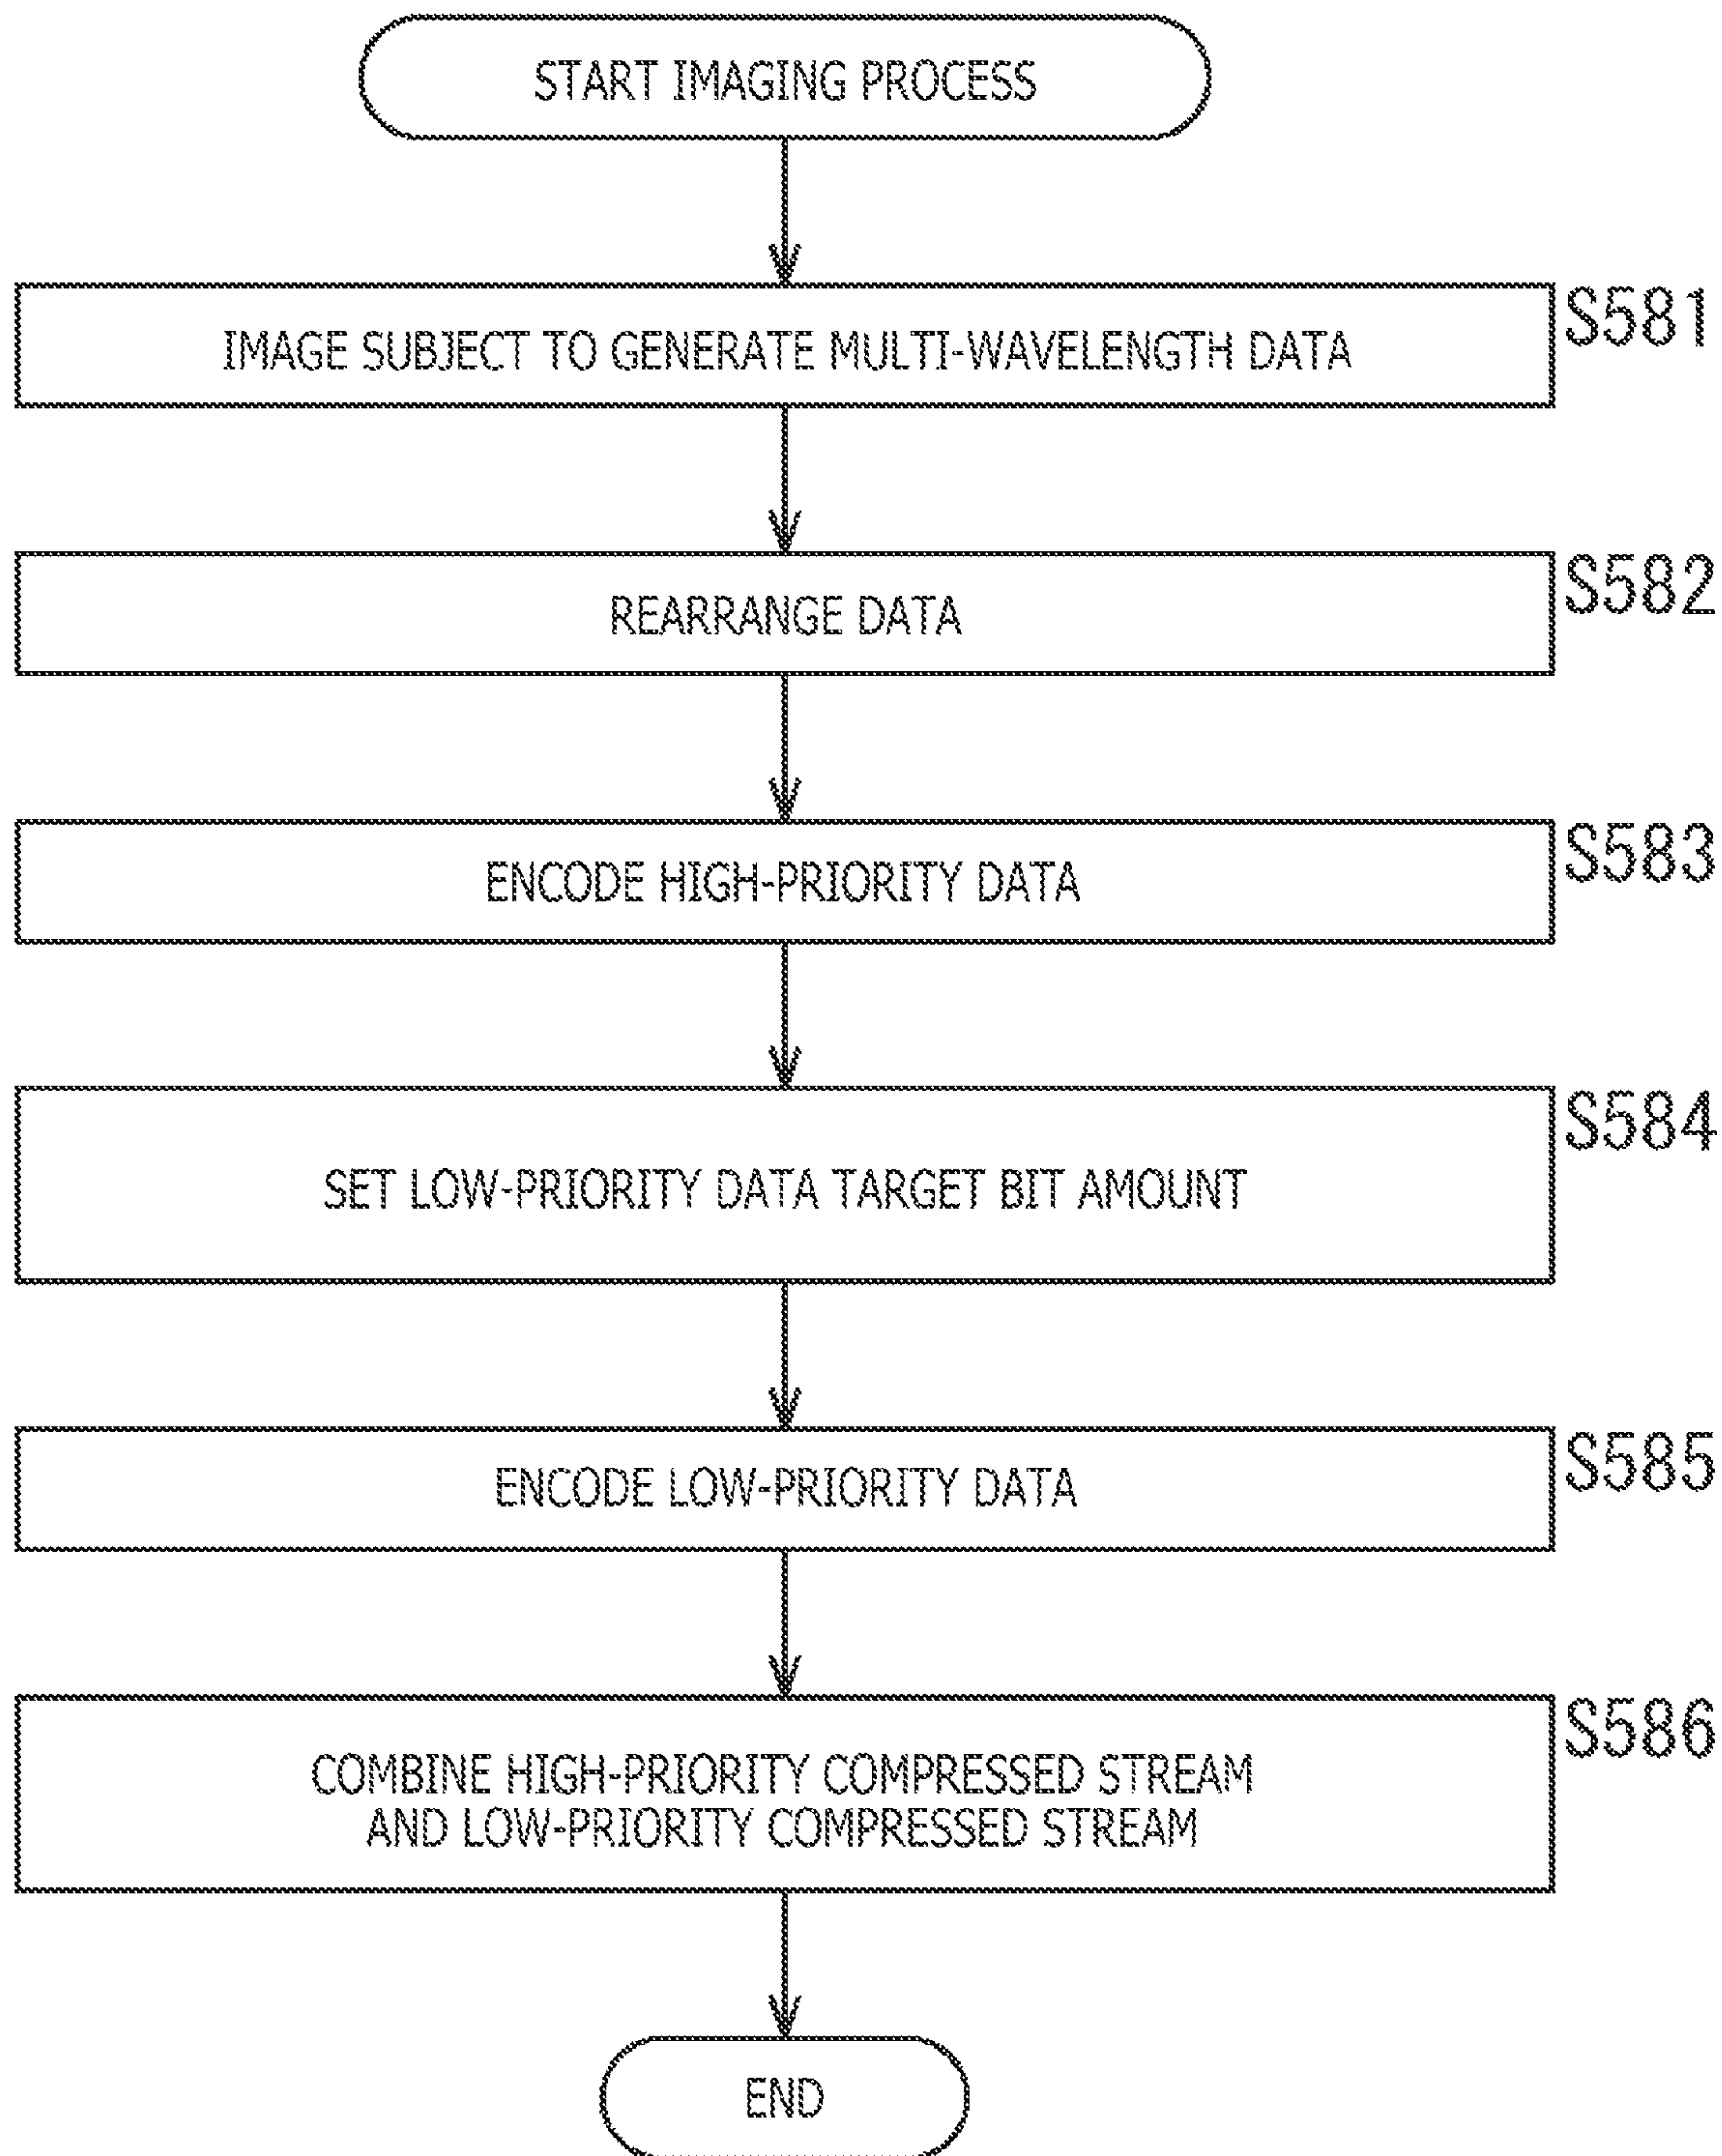 START IMAGING PROCESS
IMAGE SUBJECT TO GENERATE MULTI-WAVELENGTH DATA
S581
REARRANGE DATA
S582
ENCODE HIGH-PRIORITY DATA
S583
SET LOW-PRIORITY DATA TARGET BIT AMOUNT
S584
ENCODE LOW-PRIORITY DATA
S585
COMBINE HIGH-PRIORITY COMPRESSED STREAM
AND LOW-PRIORITY COMPRESSED STREAM
S586
END